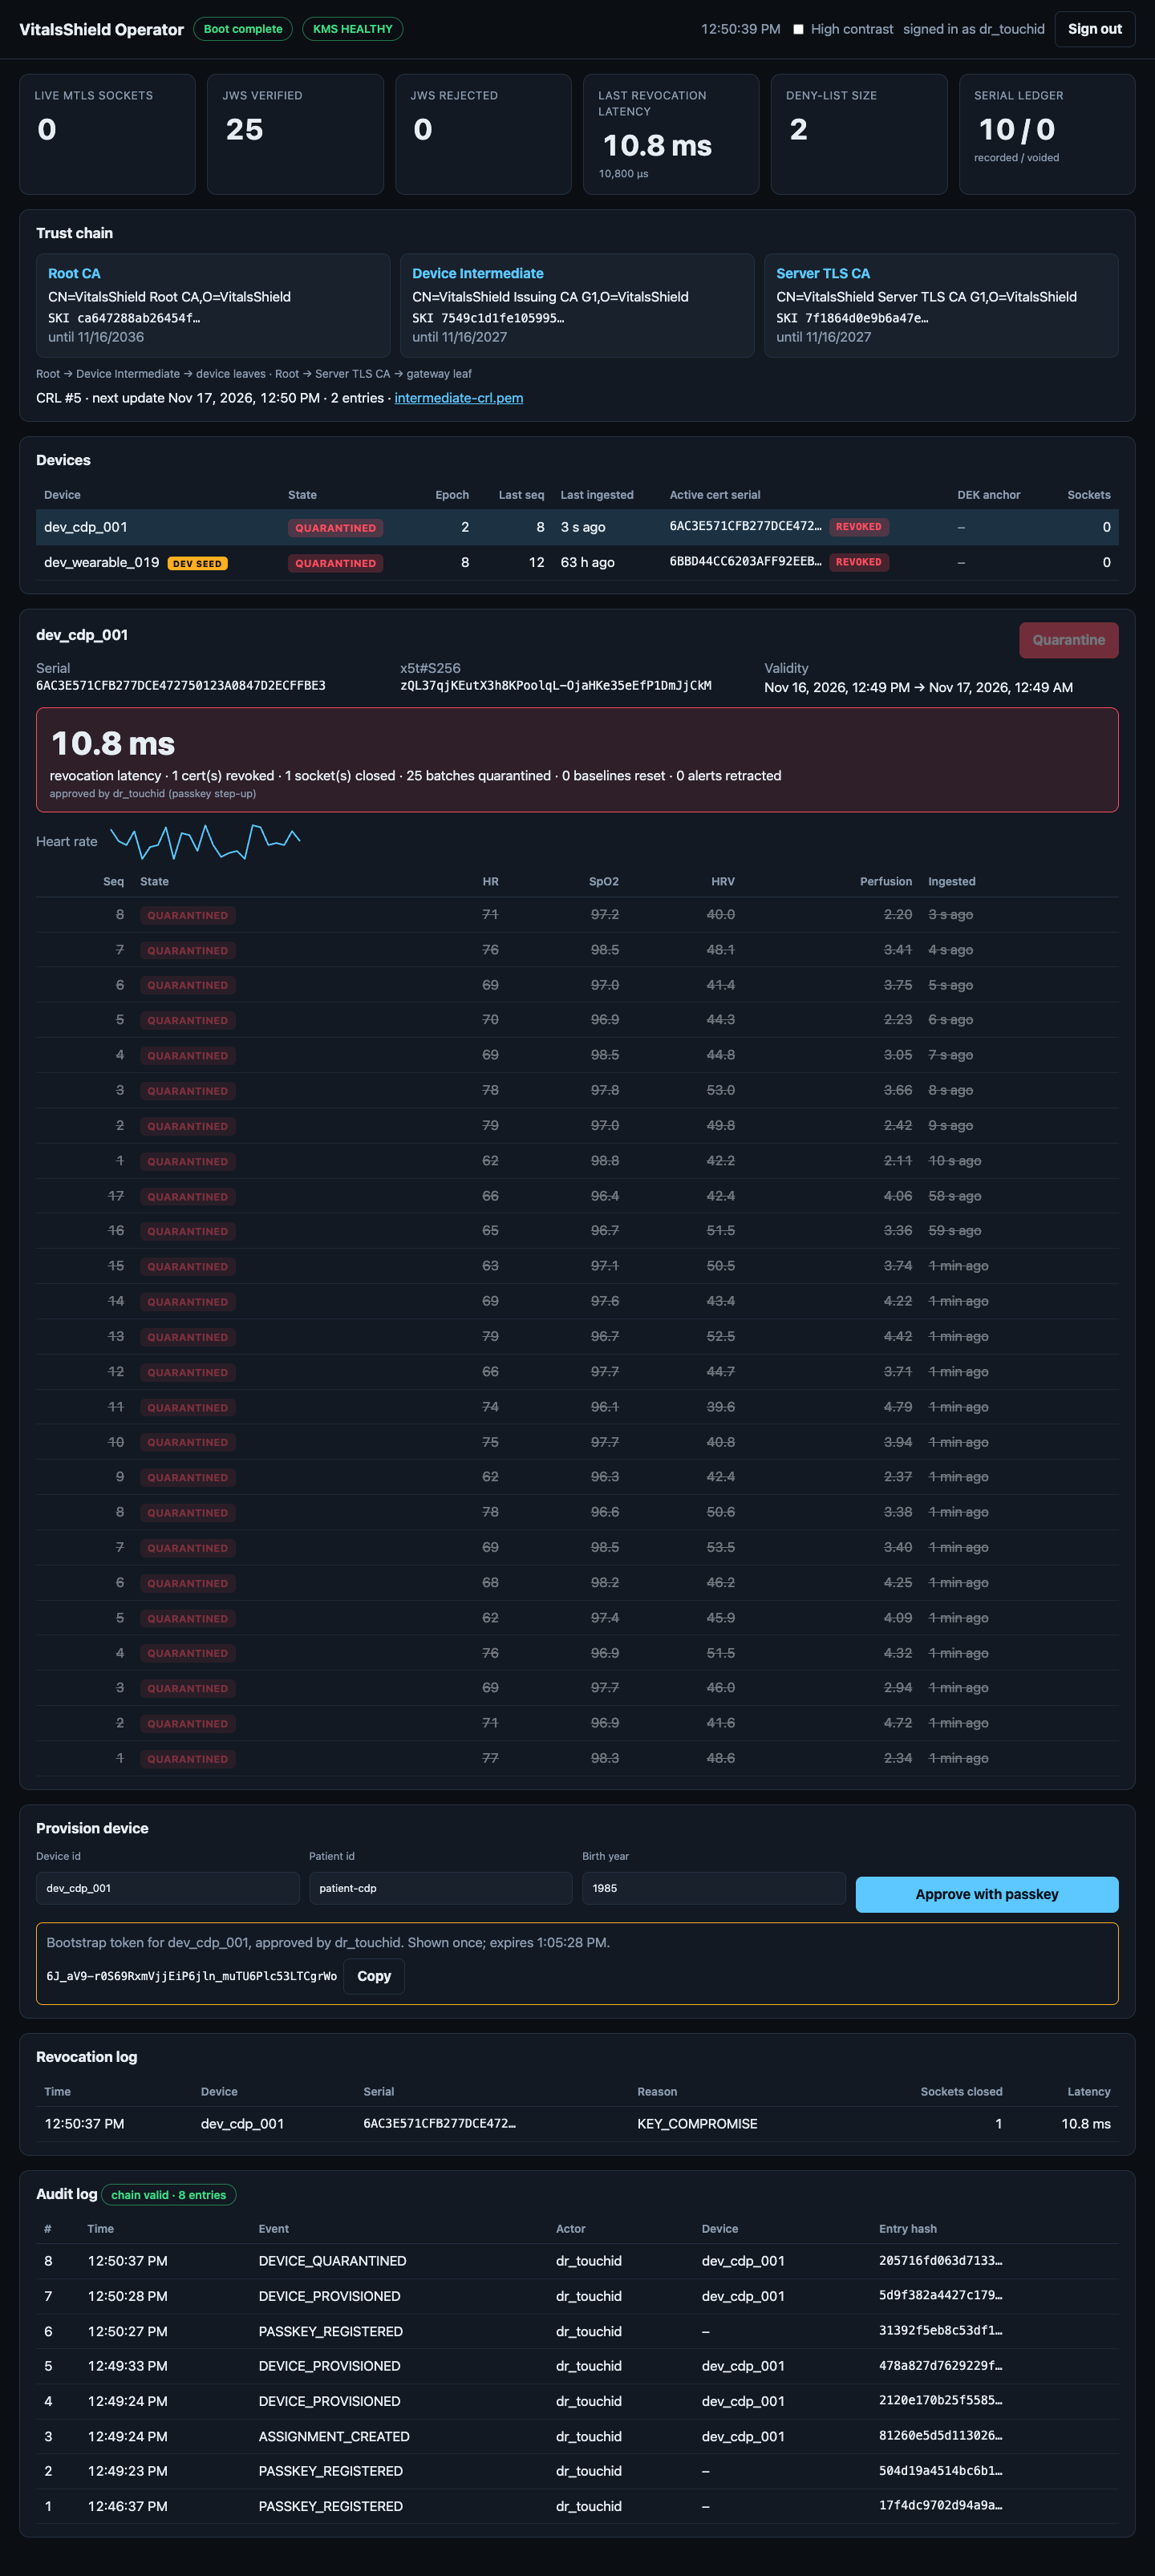 VitalsShield Operator Boot complete KMS HEALTHY 12:50:39 PM High contrast signed in as dr_touchid Sign out
LIVE MTLS SOCKETS
0
JWS VERIFIED
25
JWS REJECTED
0
LAST REVOCATION
LATENCY
10.8 ms
10,800 µs
DENY-LIST SIZE
2
SERIAL LEDGER
10 / 0
recorded / voided
Trust chain
Root CA
CN=VitalsShield Root CA,O=VitalsShield
SKI ca647288ab26454f…
until 11/16/2036
Device Intermediate
CN=VitalsShield Issuing CA G1,O=VitalsShield
SKI 7549c1d1fe105995…
until 11/16/2027
Server TLS CA
CN=VitalsShield Server TLS CA G1,O=VitalsShield
SKI 7f1864d0e9b6a47e…
until 11/16/2027
Root → Device Intermediate → device leaves · Root → Server TLS CA → gateway leaf
CRL #5 · next update Nov 17, 2026, 12:50 PM · 2 entries · intermediate-crl.pem
Devices
Device State Epoch Last seq Last ingested Active cert serial DEK anchor Sockets
dev_cdp_001 QUARANTINED 2 8 3 s ago 6AC3E571CFB277DCE472… REVOKED – 0
dev_wearable_019 DEV SEED QUARANTINED 8 12 63 h ago 6BBD44CC6203AFF92EEB… REVOKED – 0
dev_cdp_001 Quarantine
Serial
6AC3E571CFB277DCE472750123A0847D2ECFFBE3
x5t#S256
zQL37qjKEutX3h8KPoolqL-OjaHKe35eEfP1DmJjCkM
Validity
Nov 16, 2026, 12:49 PM → Nov 17, 2026, 12:49 AM
10.8 ms
revocation latency · 1 cert(s) revoked · 1 socket(s) closed · 25 batches quarantined · 0 baselines reset · 0 alerts retracted
approved by dr_touchid (passkey step-up)
Heart rate
Seq State HR SpO2 HRV Perfusion Ingested
8 QUARANTINED 71 97.2 40.0 2.20 3 s ago
7 QUARANTINED 76 98.5 48.1 3.41 4 s ago
6 QUARANTINED 69 97.0 41.4 3.75 5 s ago
5 QUARANTINED 70 96.9 44.3 2.23 6 s ago
4 QUARANTINED 69 98.5 44.8 3.05 7 s ago
3 QUARANTINED 78 97.8 53.0 3.66 8 s ago
2 QUARANTINED 79 97.0 49.8 2.42 9 s ago
1 QUARANTINED 62 98.8 42.2 2.11 10 s ago
17 QUARANTINED 66 96.4 42.4 4.06 58 s ago
16 QUARANTINED 65 96.7 51.5 3.36 59 s ago
15 QUARANTINED 63 97.1 50.5 3.74 1 min ago
14 QUARANTINED 69 97.6 43.4 4.22 1 min ago
13 QUARANTINED 79 96.7 52.5 4.42 1 min ago
12 QUARANTINED 66 97.7 44.7 3.71 1 min ago
11 QUARANTINED 74 96.1 39.6 4.79 1 min ago
10 QUARANTINED 75 97.7 40.8 3.94 1 min ago
9 QUARANTINED 62 96.3 42.4 2.37 1 min ago
8 QUARANTINED 78 96.6 50.6 3.38 1 min ago
7 QUARANTINED 69 98.5 53.5 3.40 1 min ago
6 QUARANTINED 68 98.2 46.2 4.25 1 min ago
5 QUARANTINED 62 97.4 45.9 4.09 1 min ago
4 QUARANTINED 76 96.9 51.5 4.32 1 min ago
3 QUARANTINED 69 97.7 46.0 2.94 1 min ago
2 QUARANTINED 71 96.9 41.6 4.72 1 min ago
1 QUARANTINED 77 98.3 48.6 2.34 1 min ago
Provision device
Device id Patient id Birth year
dev_cdp_001 patient-cdp 1985 Approve with passkey
Bootstrap token for dev_cdp_001, approved by dr_touchid. Shown once; expires 1:05:28 PM.
6J_aV9-r0S69RxmVjjEiP6jln_muTU6Plc53LTCgrWo Copy
Revocation log
Time Device Serial Reason Sockets closed Latency
12:50:37 PM dev_cdp_001 6AC3E571CFB277DCE472… KEY_COMPROMISE 1 10.8 ms
Audit log chain valid · 8 entries
# Time Event Actor Device Entry hash
8 12:50:37 PM DEVICE_QUARANTINED dr_touchid dev_cdp_001 205716fd063d7133…
7 12:50:28 PM DEVICE_PROVISIONED dr_touchid dev_cdp_001 5d9f382a4427c179…
6 12:50:27 PM PASSKEY_REGISTERED dr_touchid – 31392f5eb8c53df1…
5 12:49:33 PM DEVICE_PROVISIONED dr_touchid dev_cdp_001 478a827d7629229f…
4 12:49:24 PM DEVICE_PROVISIONED dr_touchid dev_cdp_001 2120e170b25f5585…
3 12:49:24 PM ASSIGNMENT_CREATED dr_touchid dev_cdp_001 81260e5d5d113026…
2 12:49:23 PM PASSKEY_REGISTERED dr_touchid – 504d19a4514bc6b1…
1 12:46:37 PM PASSKEY_REGISTERED dr_touchid – 17f4dc9702d94a9a…